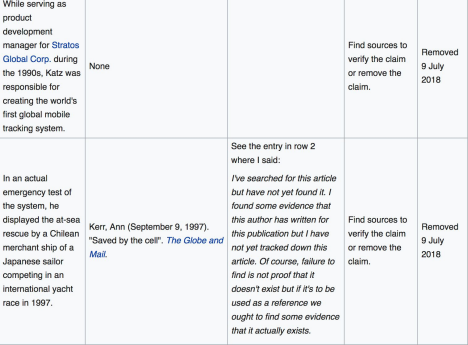 While serving as
product
development
manager for Stratos
Global Corp. during
the 1990s, Katz was
responsible for
creating the world's
first global mobile
tracking system.
None
Find sources to
verify the claim
or remove the
claim.
Removed
9 July
2018
In an actual
emergency test of
the system, he
displayed the at-sea
rescue by a Chilean
merchant ship of a
Japanese sailor
competing in an
international yacht
race in 1997.
Kerr, Ann (September 9, 1997).
"Saved by the cell". The Globe and
Mail.
See the entry in row 2
where I said:
I've searched for this article
but have not yet found it. I
found some evidence that
this author has written for
this publication but I have
not yet tracked down this
article. Of course, failure to
find is not proof that it
doesn't exist but if it's to be
used as a reference we
ought to find some evidence
that it actually exists.
Find sources to
verify the claim
or remove the
claim.
Removed
9 July
2018